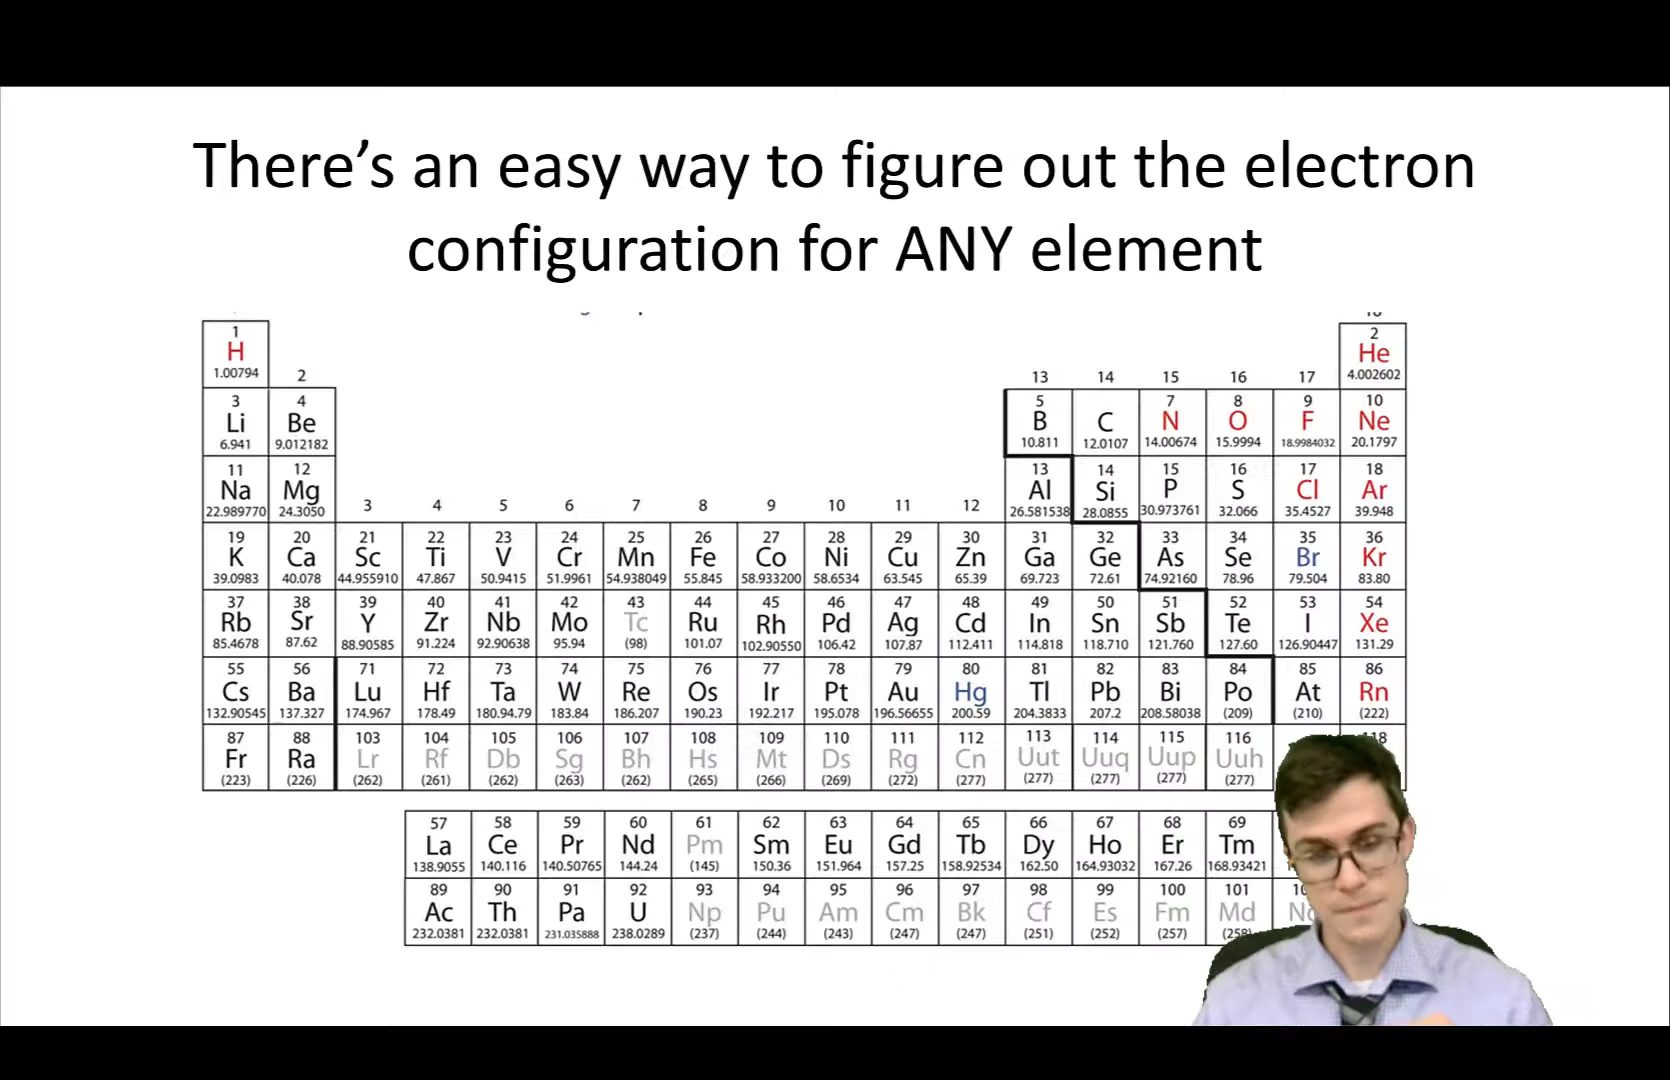 There’s an easy way to figure out the electron
configuration for ANY element
1 2
H He
1.00794 2 13 14 15 16 17 4.002602
3 4 5 7 8 9 10
Li Be B C N O F Ne
6.941 9.012182 10.811 12.0107 14.00674 15.9994 18.9984032 20.1797
11 12 13 14 15 16 17 18
Na Mg Al Si P S Cl Ar
22.989770 24.3050 3 4 5 6 7 8 9 10 11 12 26.581538 28.0855 30.973761 32.066 35.4527 39.948
19 20 21 22 23 24 25 26 27 28 29 30 31 32 33 34 35 36
K Ca Sc Ti V Cr Mn Fe Co Ni Cu Zn Ga Ge As Se Br Kr
39.0983 40.078 44.955910 47.867 50.9415 51.9961 54.938049 55.845 58.933200 58.6534 63.545 65.39 69.723 72.61 74.92160 78.96 79.504 83.80
37 38 39 40 41 42 43 44 45 46 47 48 49 50 51 52 53 54
Rb Sr Y Zr Nb Mo Tc Ru Rh Pd Ag Cd In Sn Sb Te I Xe
85.4678 87.62 88.90585 91.224 92.90638 95.94 (98) 101.07 102.90550 106.42 107.87 112.411 114.818 118.710 121.760 127.60 126.90447 131.29
55 56 71 72 73 74 75 76 77 78 79 80 81 82 83 84 85 86
Cs Ba Lu Hf Ta W Re Os Ir Pt Au Hg Tl Pb Bi Po At Rn
132.90545 137.327 174.967 178.49 180.94.79 183.84 186.207 190.23 192.217 195.078 196.56655 200.59 204.3833 207.2 208.58038 (209) (210) (222)
87 88 103 104 105 106 107 108 109 110 111 112 113 114 115 116 118
Fr Ra Lr Rf Db Sg Bh Hs Mt Ds Rg Cn Uut Uuq Uup Uuh
(223) (226) (262) (261) (262) (263) (262) (265) (266) (269) (272) (277) (277) (277) (277) (277)
57 58 59 60 61 62 63 64 65 66 67 68 69
La Ce Pr Nd Pm Sm Eu Gd Tb Dy Ho Er Tm
138.9055 140.116 140.50765 144.24 (145) 150.36 151.964 157.25 158.92534 162.50 164.93032 167.26 168.93421
89 90 91 92 93 94 95 96 97 98 99 100 101
Ac Th Pa U Np Pu Am Cm Bk Cf Es Fm Md
232.0381 232.0381 231.035888 238.0289 (237) (244) (243) (247) (247) (251) (252) (257) (258)